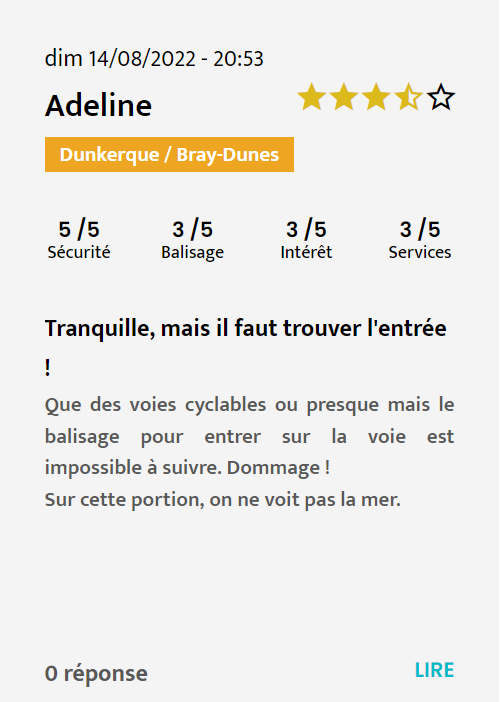 dim 14/08/2022 - 20:53
Adeline
Dunkerque / Bray-Dunes
5 /5 3 /5 3 /5 3 /5
Sécurité Balisage Intérêt Services
Tranquille, mais il faut trouver l'entrée
!
Que des voies cyclables ou presque mais le
balisage pour entrer sur la voie est
impossible à suivre. Dommage !
Sur cette portion, on ne voit pas la mer.
0 réponse LIRE